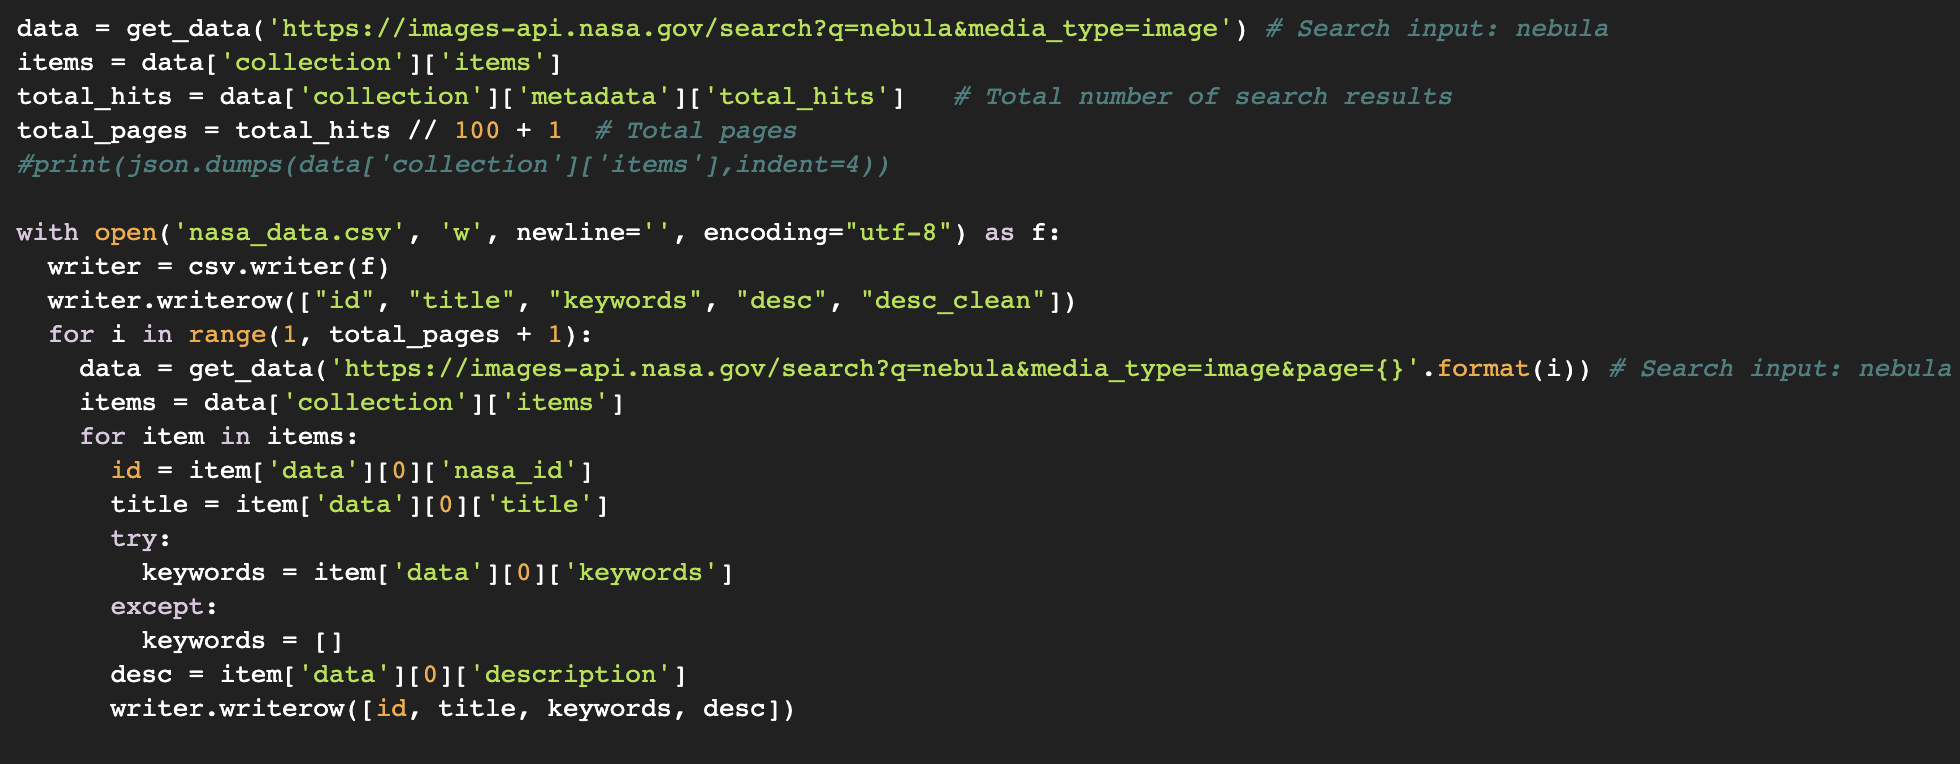 data = get_data('https://images-api.nasa.gov/search?q=nebula&media_type=image') # Search input: nebula
items = data['collection']['items']
total_hits = data['collection']['metadata']['total_hits']   # Total number of search results
total_pages = total_hits // 100 + 1  # Total pages
#print(json.dumps(data['collection']['items'],indent=4))

with open('nasa_data.csv', 'w', newline='', encoding="utf-8") as f:
  writer = csv.writer(f)
  writer.writerow(["id", "title", "keywords", "desc", "desc_clean"])
  for i in range(1, total_pages + 1):
    data = get_data('https://images-api.nasa.gov/search?q=nebula&media_type=image&page={}'.format(i)) # Search input: nebula
    items = data['collection']['items']
    for item in items:
      id = item['data'][0]['nasa_id']
      title = item['data'][0]['title']
      try:
        keywords = item['data'][0]['keywords']
      except:
        keywords = []
      desc = item['data'][0]['description']
      writer.writerow([id, title, keywords, desc])